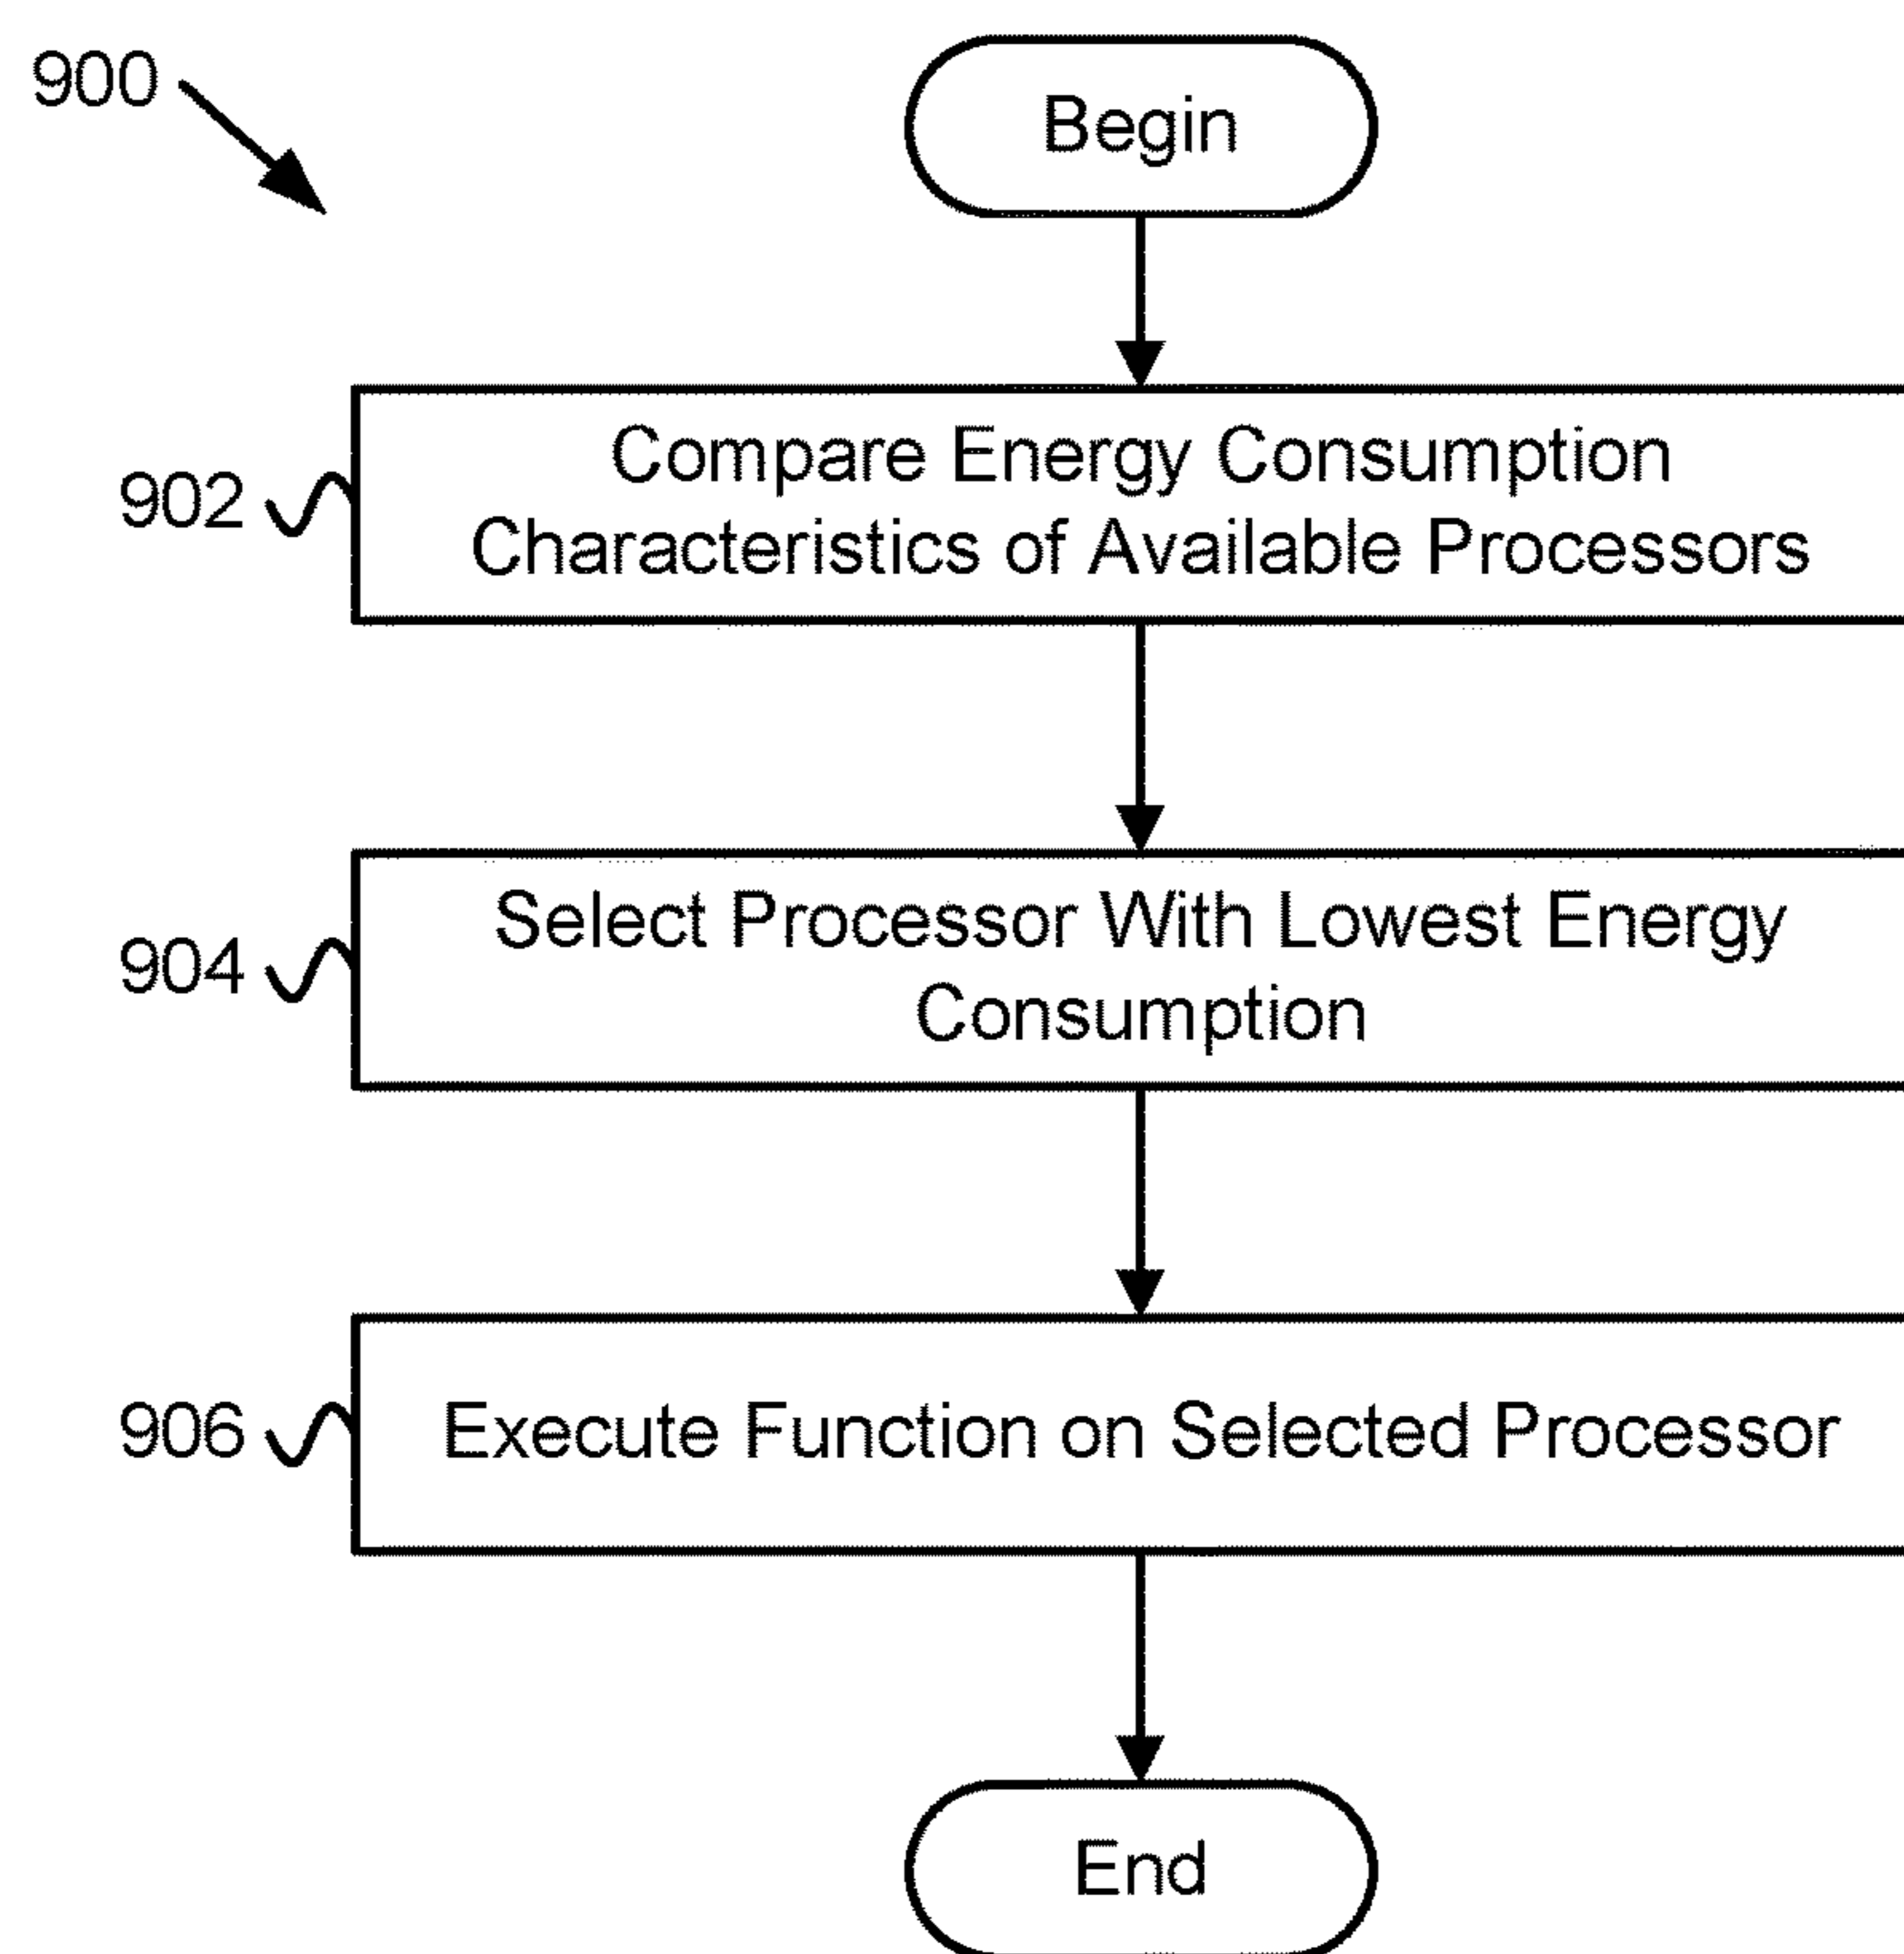 900
Begin
902
Compare Energy Consumption
Characteristics of Available Processors
904
Select Processor With Lowest Energy
Consumption
906
Execute Function on Selected Processor
End